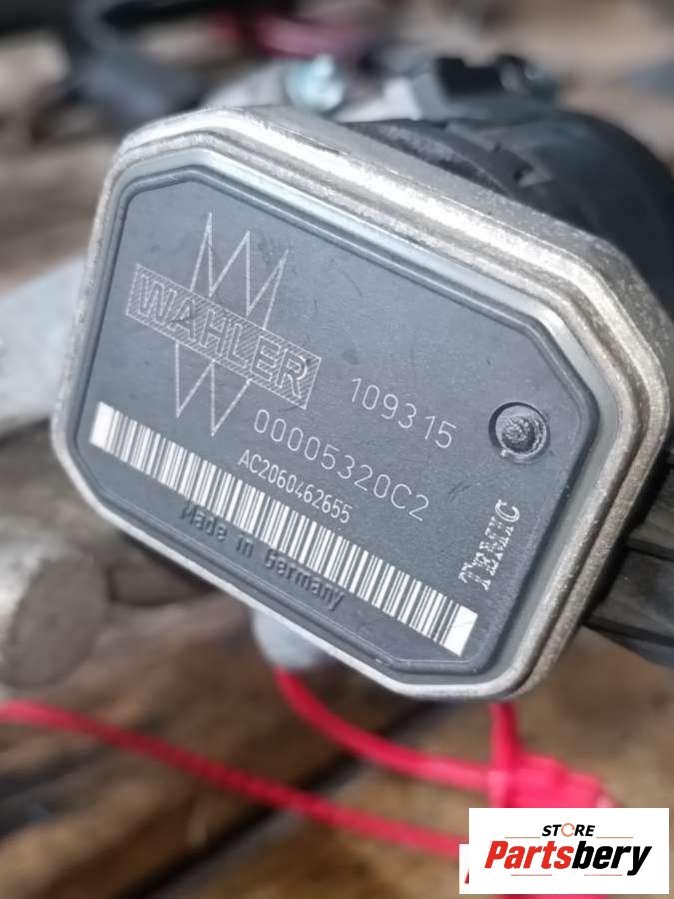 WAHLER
109315
00005320C2
AC2060462655
Made in Germany
TEMIC
STORE
Partsbery